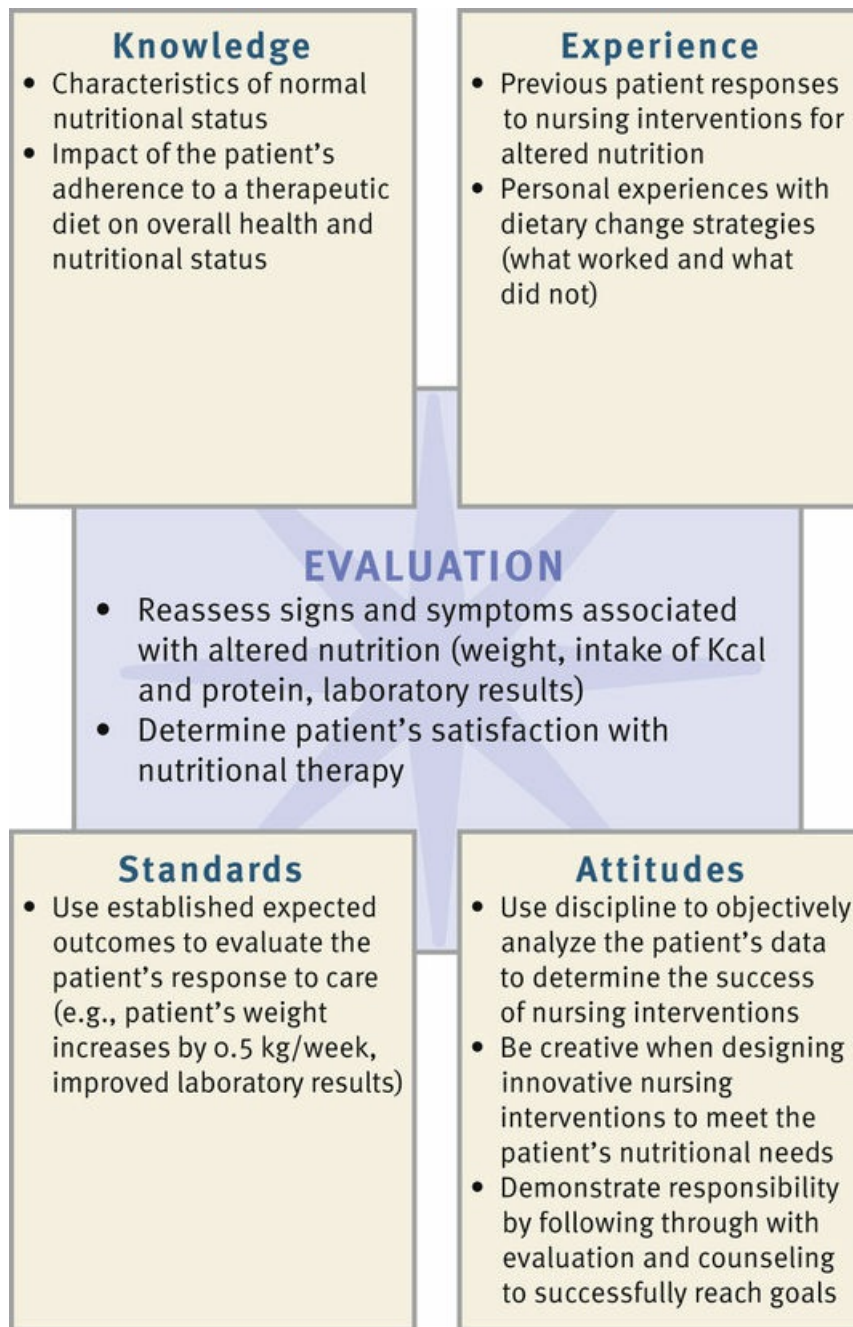 Knowledge
• Characteristics of normal
nutritional status
• Impact of the patient's
adherence to a therapeutic
diet on overall health and
nutritional status
Experience
• Previous patient responses
to nursing interventions for
altered nutrition
• Personal experiences with
dietary change strategies
(what worked and what
did not)
EVALUATION
• Reassess signs and symptoms associated
with altered nutrition (weight, intake of Kcal
and protein, laboratory results)
• Determine patient's satisfaction with
nutritional therapy
Standards
• Use established expected
outcomes to evaluate the
patient's response to care
(e.g., patient's weight
increases by 0.5 kg/week,
improved laboratory results)
Attitudes
• Use discipline to objectively
analyze the patient's data
to determine the success
of nursing interventions
• Be creative when designing
innovative nursing
interventions to meet the
patient's nutritional needs
• Demonstrate responsibility
by following through with
evaluation and counseling
to successfully reach goals